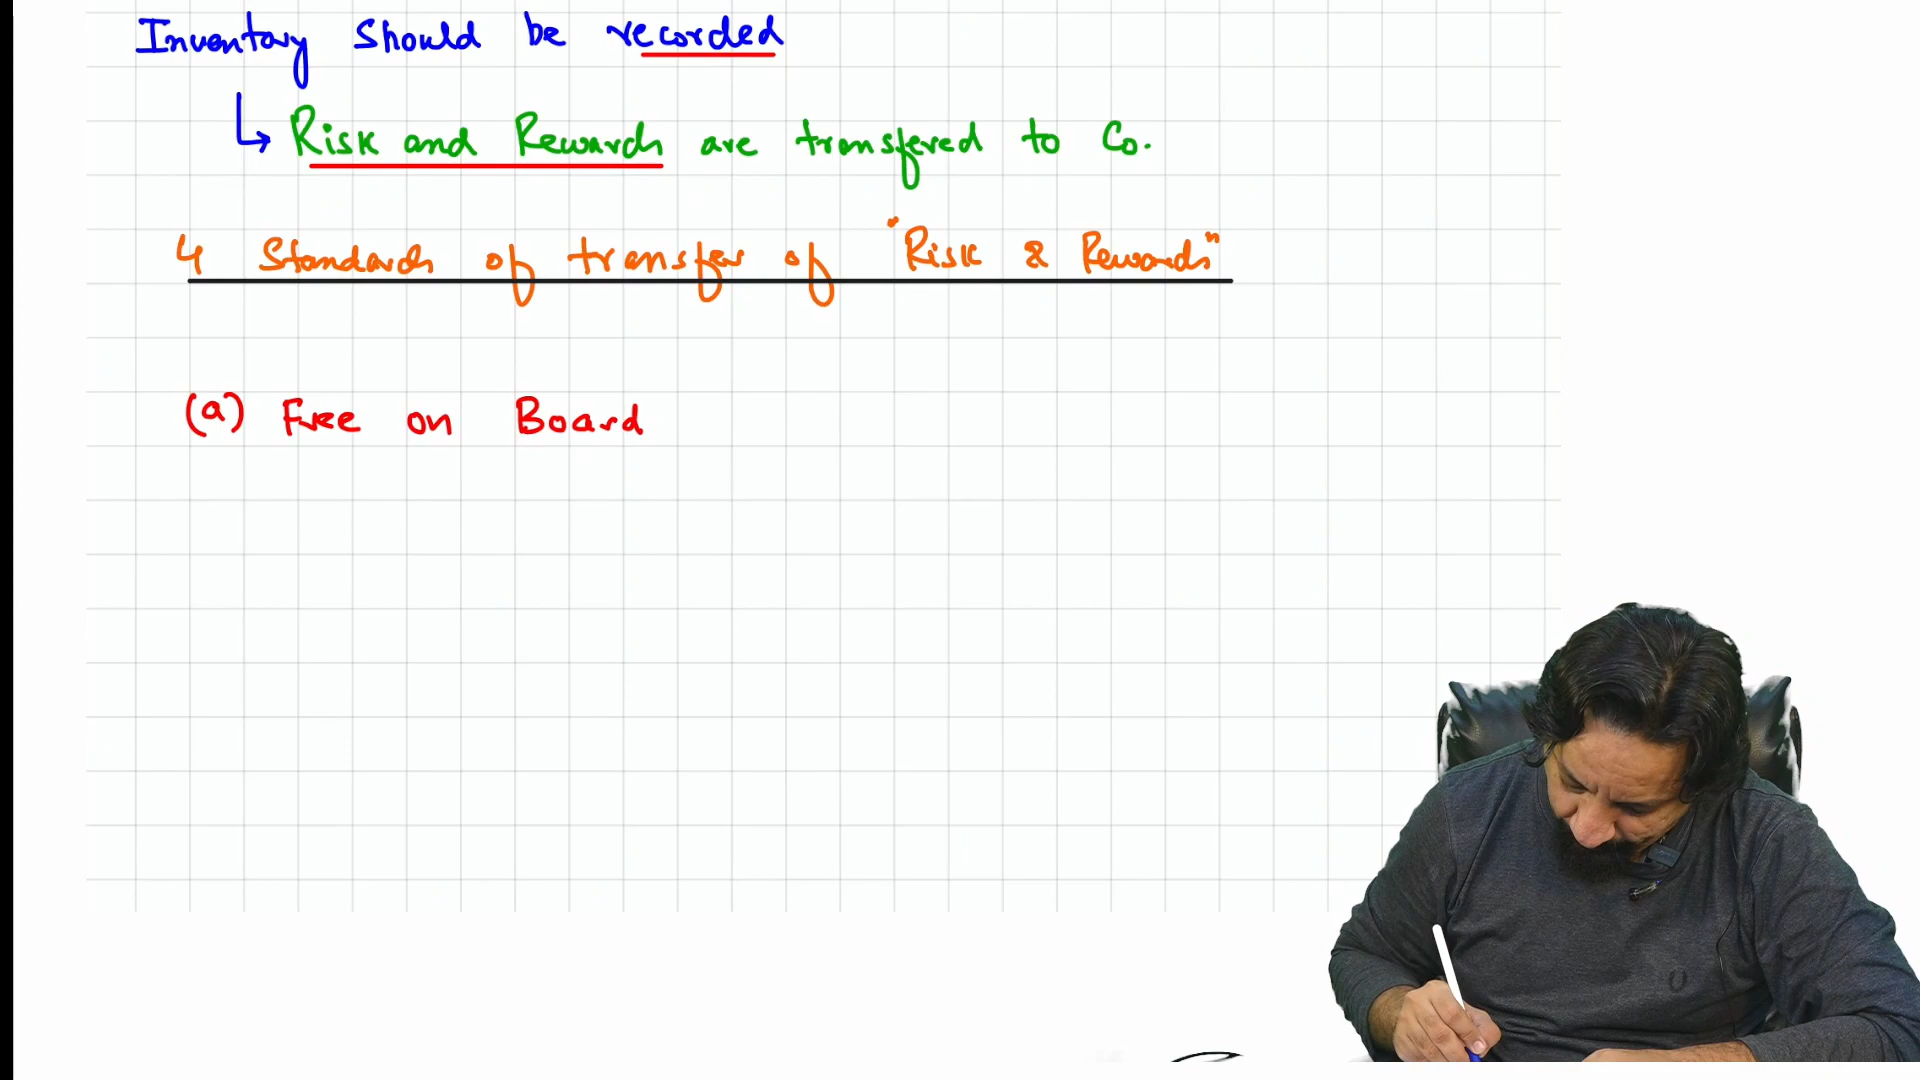 Inventory should be recorded
↳ Risk and Rewards are transfered to Co.
4 Standards of transfer of "Risk & Rewards"
(a) Free on Board